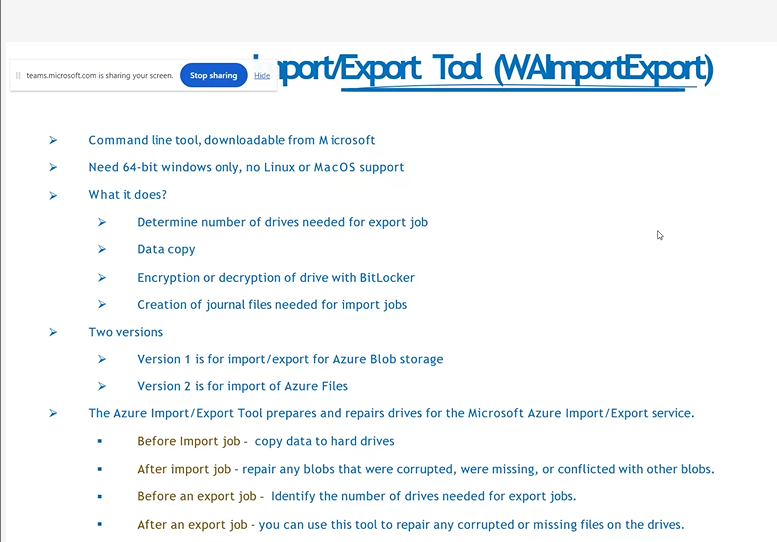 mport/Export Tool (WAImportExport)
teams.microsoft.com is sharing your screen. Stop sharing Hide
Command line tool, downloadable from Microsoft
Need 64-bit windows only, no Linux or MacOS support
What it does?
Determine number of drives needed for export job
Data copy
Encryption or decryption of drive with BitLocker
Creation of journal files needed for import jobs
Two versions
Version 1 is for import/export for Azure Blob storage
Version 2 is for import of Azure Files
The Azure Import/Export Tool prepares and repairs drives for the Microsoft Azure Import/Export service.
Before Import job - copy data to hard drives
After import job - repair any blobs that were corrupted, were missing, or conflicted with other blobs.
Before an export job - Identify the number of drives needed for export jobs.
After an export job - you can use this tool to repair any corrupted or missing files on the drives.